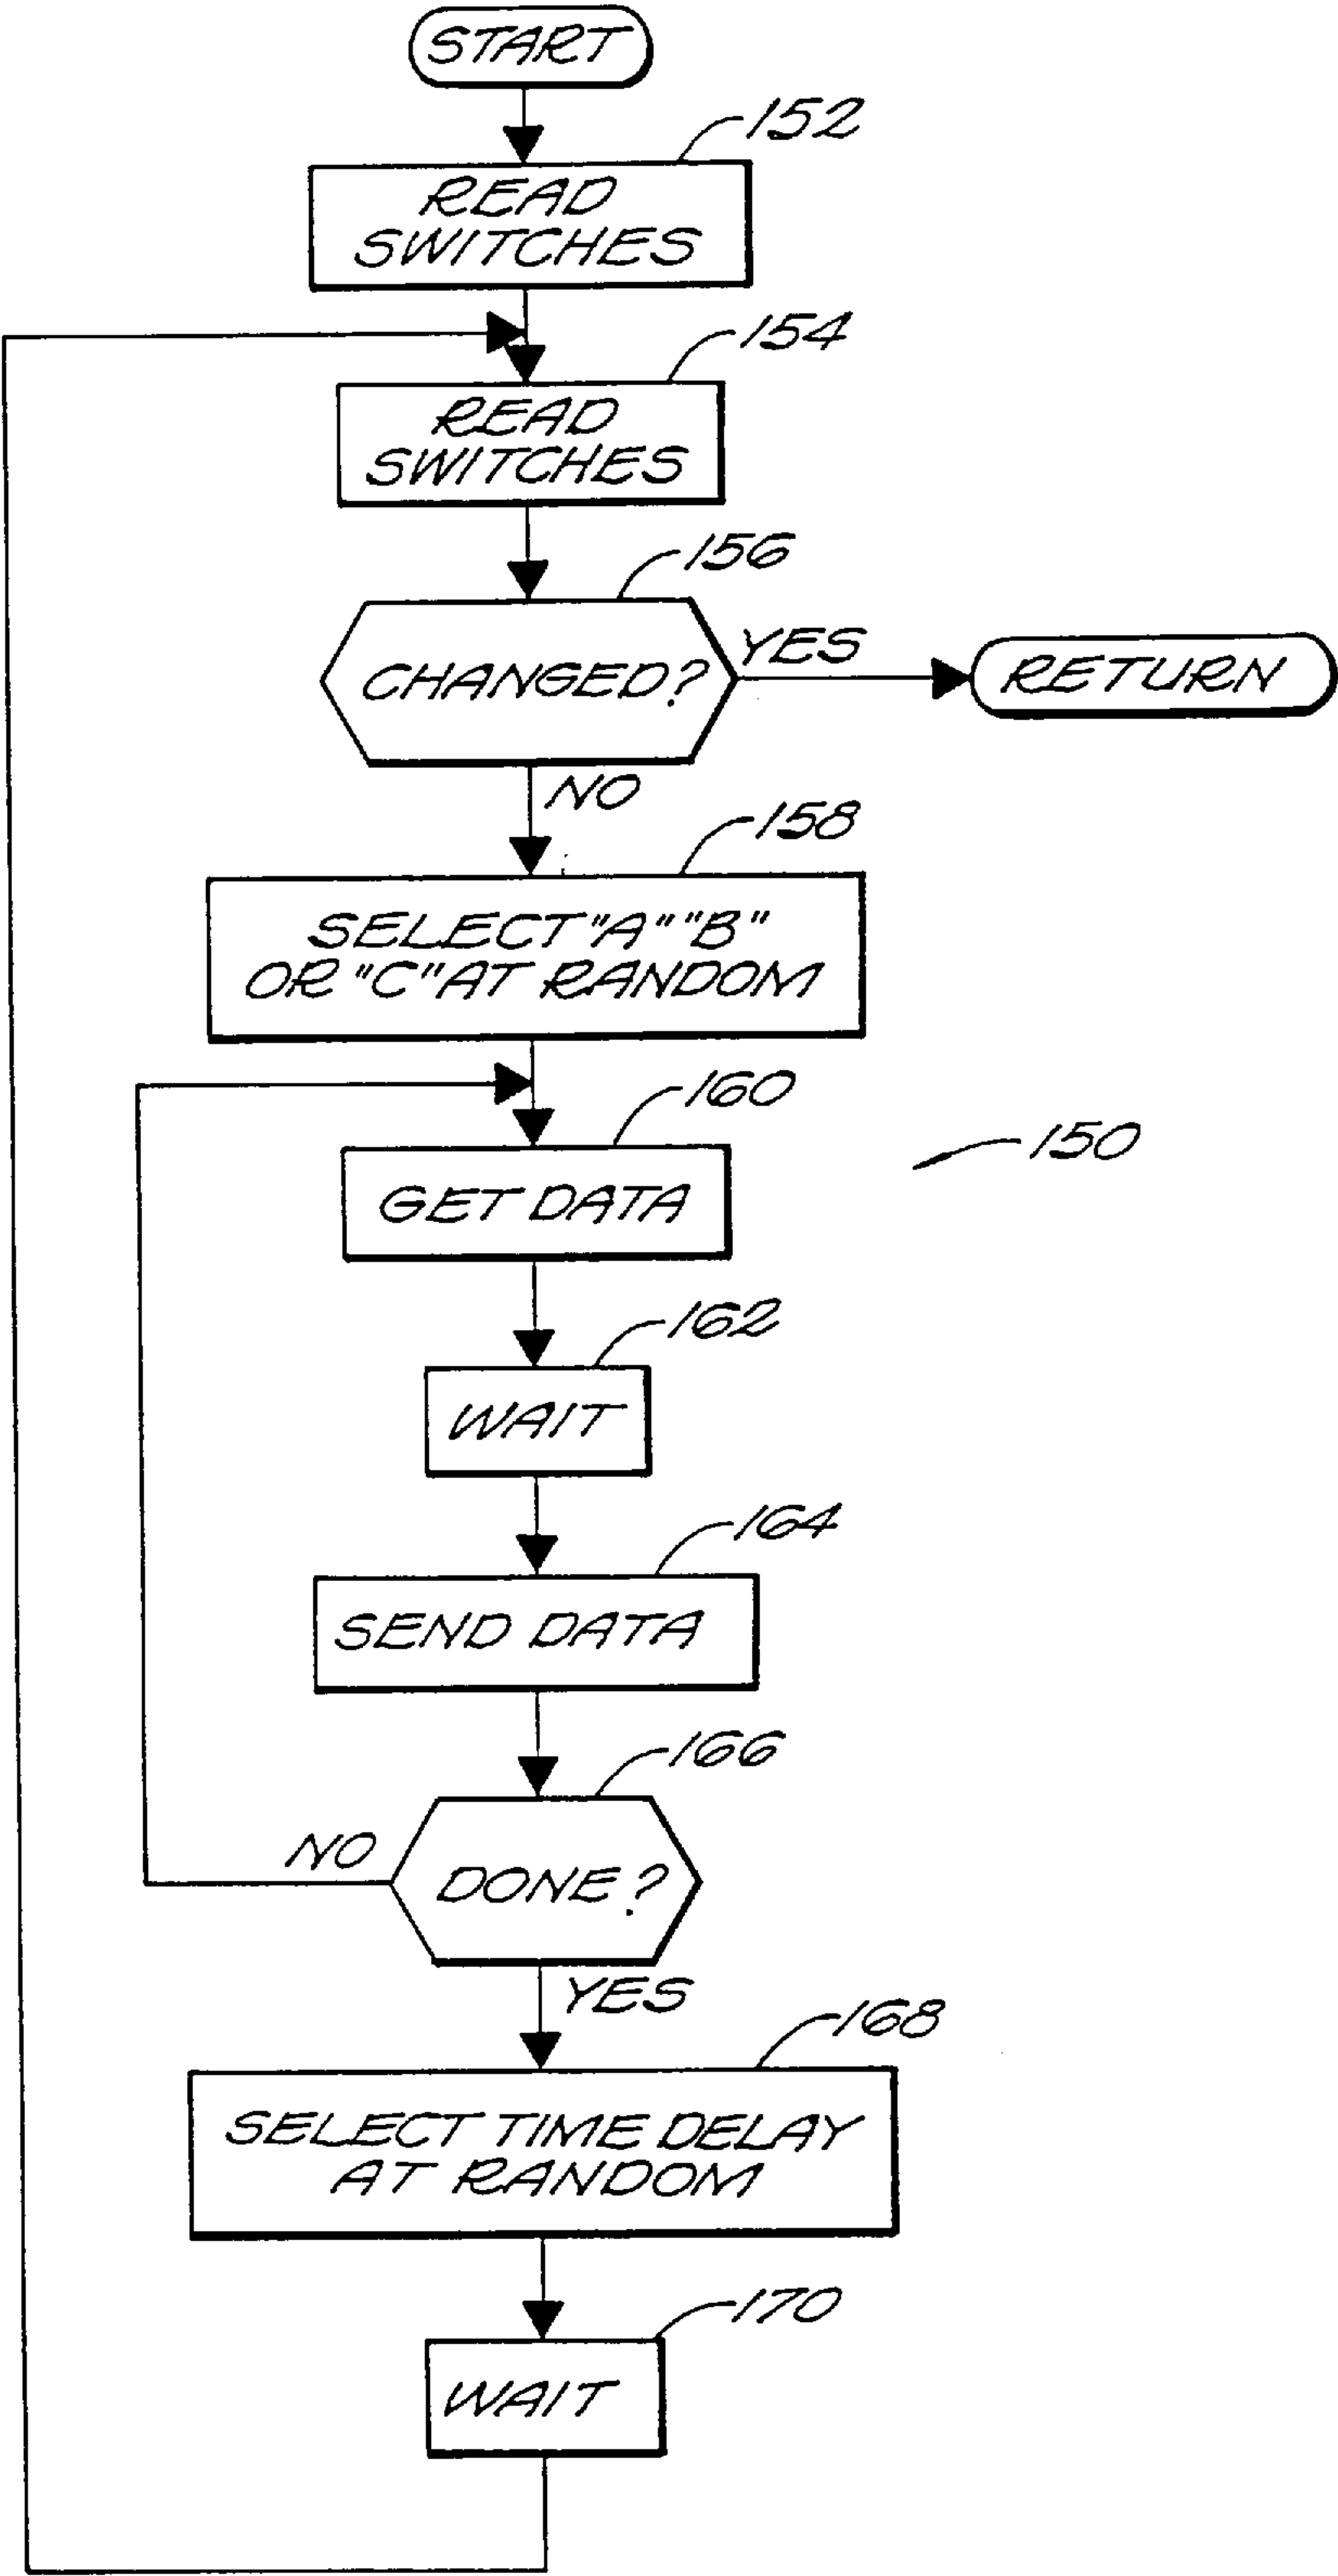 START
152
READ
SWITCHES
154
READ
SWITCHES
156
CHANGED?
YES
RETURN
NO
158
SELECT "A" "B"
OR "C" AT RANDOM
160
150
GET DATA
162
WAIT
164
SEND DATA
166
NO
DONE?
YES
168
SELECT TIME DELAY
AT RANDOM
170
WAIT